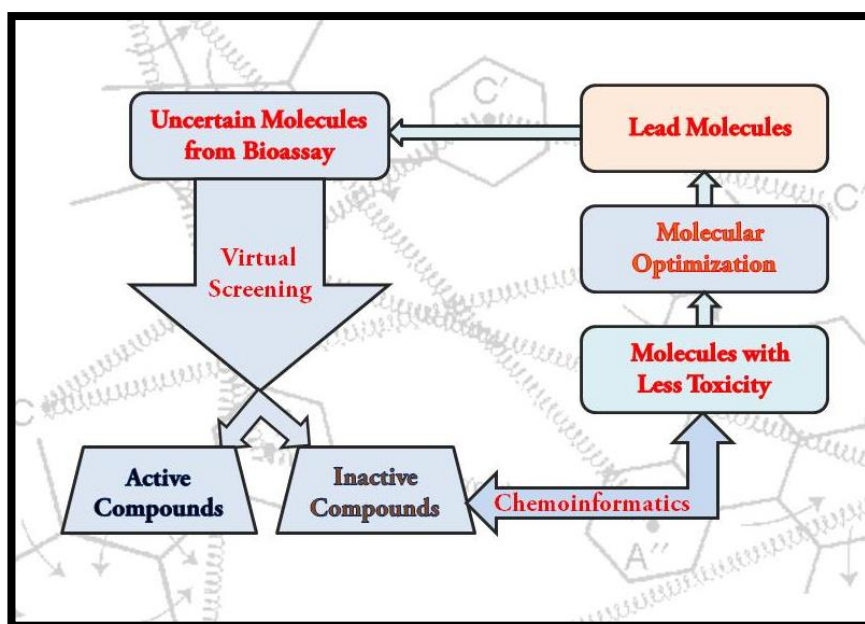 Uncertain Molecules
from Bioassay
Lead Molecules
C'
C'
Virtual
Screening
Molecular
Optimization
Molecules with
Less Toxicity
C
Active
Compounds
Inactive
Compounds
Chemoinformatics
A''